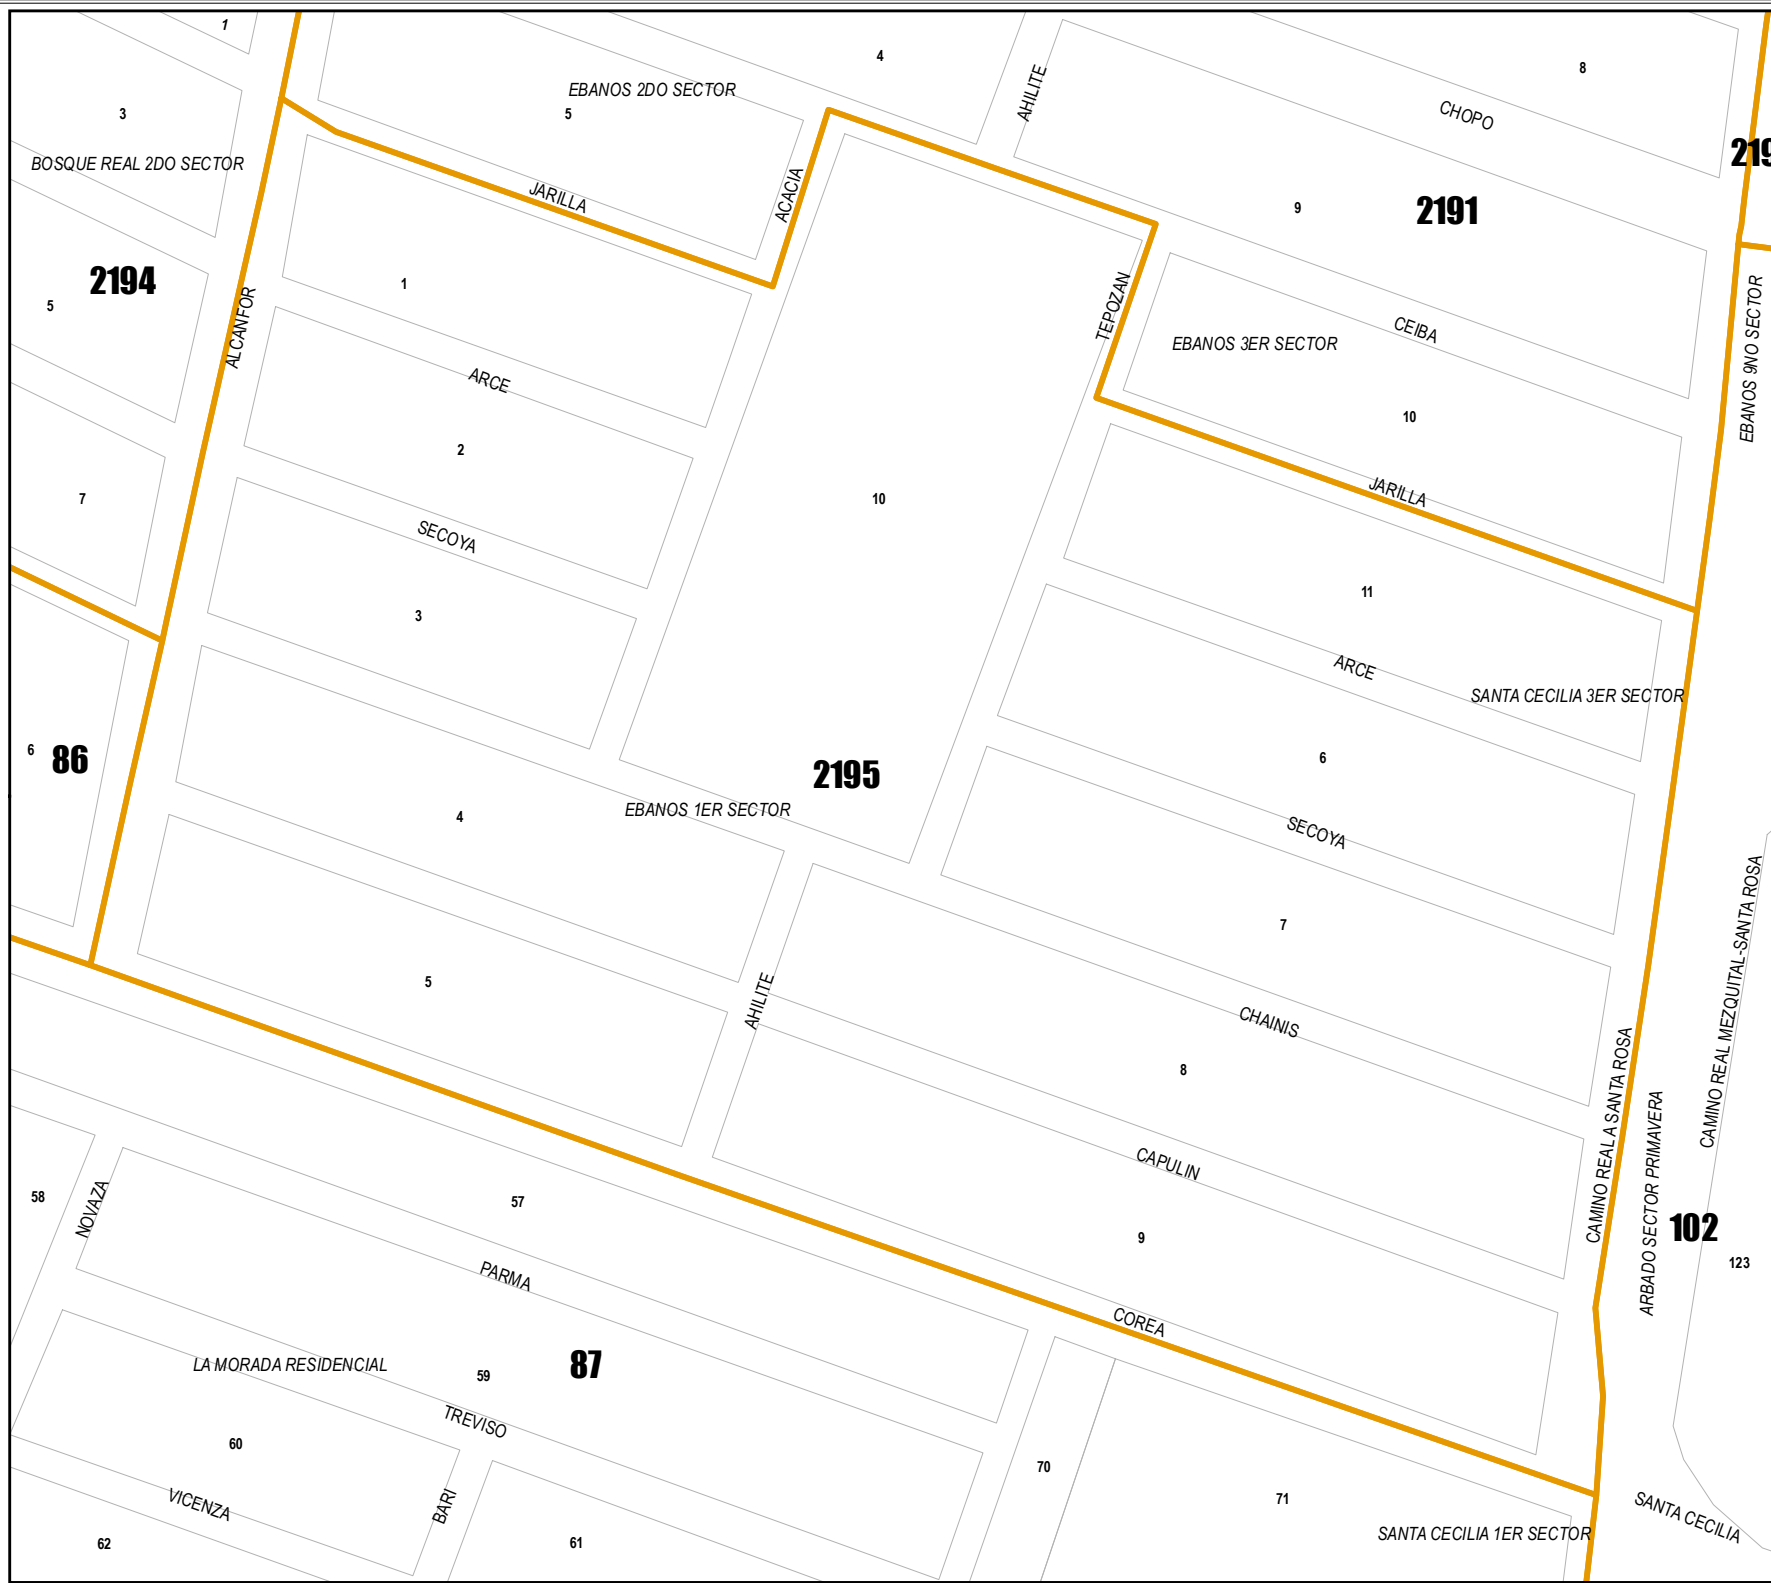 1
4
8
EBANOS 2DO SECTOR
AHILITE
3
5
CHOPO
BOSQUE REAL 2DO SECTOR
219
JARILLA
ACACIA
9
2191
2194
1
5
ALCANFOR
TEPOZAN
EBANOS 9NO SECTOR
CEIBA
EBANOS 3ER SECTOR
ARCE
10
2
7
10
JARILLA
SECOYA
11
3
ARCE
SANTA CECILIA 3ER SECTOR
6
86
2195
6
EBANOS 1ER SECTOR
4
SECOYA
CAMINO REAL MEZQUITAL-SANTA ROSA
7
5
AHILITE
CHAINIS
8
CAMINO REAL A SANTA ROSA
ARBADO SECTOR PRIMAVERA
CAPULIN
58
NOVAZA
57
9
102
123
PARMA
COREA
LA MORADA RESIDENCIAL
59
87
TREVISO
60
70
VICENZA
BARI
71
SANTA CECILIA
SANTA CECILIA 1ER SECTOR
62
61